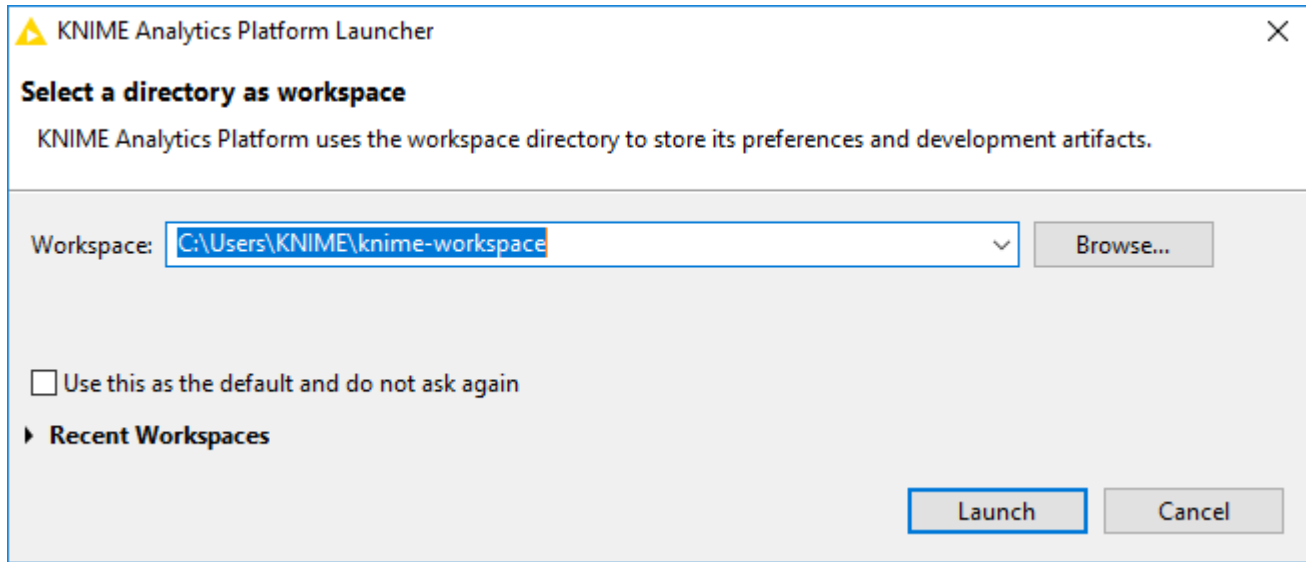 KNIME Analytics Platform Launcher
Select a directory as workspace
KNIME Analytics Platform uses the workspace directory to store its preferences and development artifacts.
Workspace: C:\Users\KNIME\knime-workspace Browse...
Use this as the default and do not ask again
Recent Workspaces
Launch Cancel